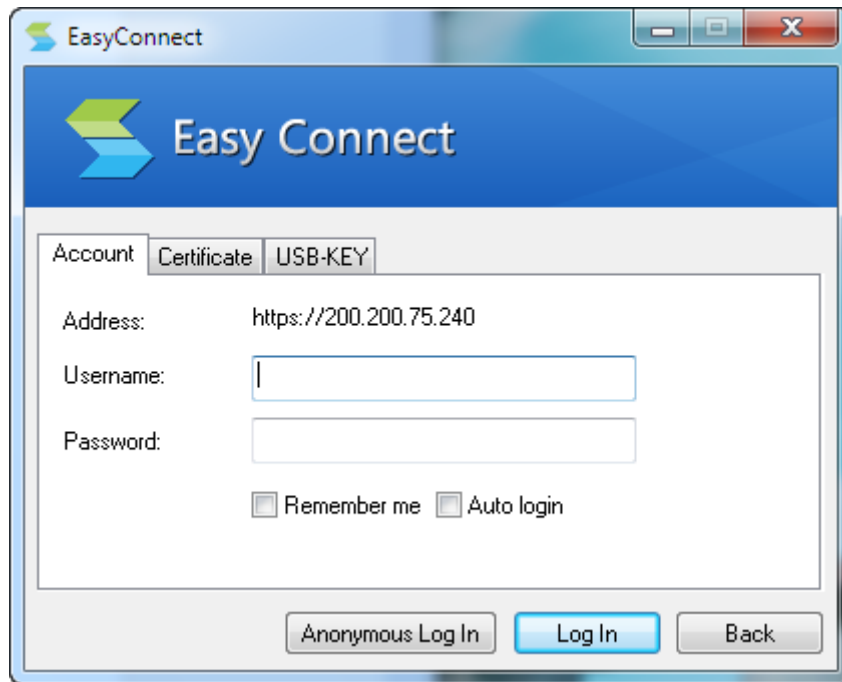 EasyConnect
Easy Connect
Account Certificate USB-KEY
Address: https://200.200.75.240
Username:
Password:
Remember me Auto login
Anonymous Log In Log In Back